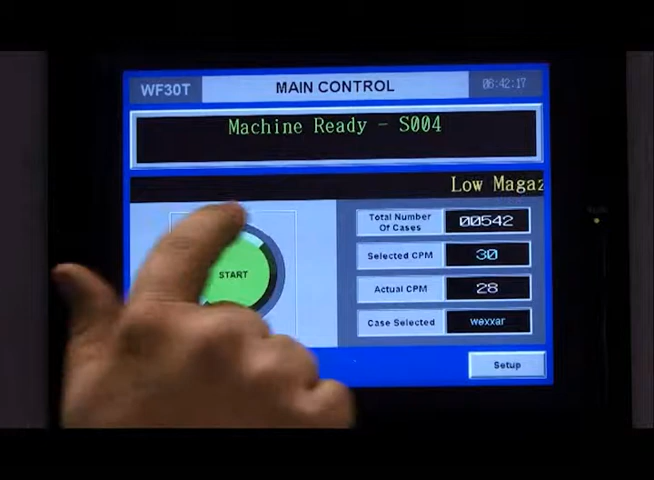 WF30T
MAIN CONTROL
06:42:17
Machine Ready - S004
Low Magaz
START
Total Number
Of Cases
00542
Selected CPM
30
Actual CPM
28
Case Selected
wexxar
Setup